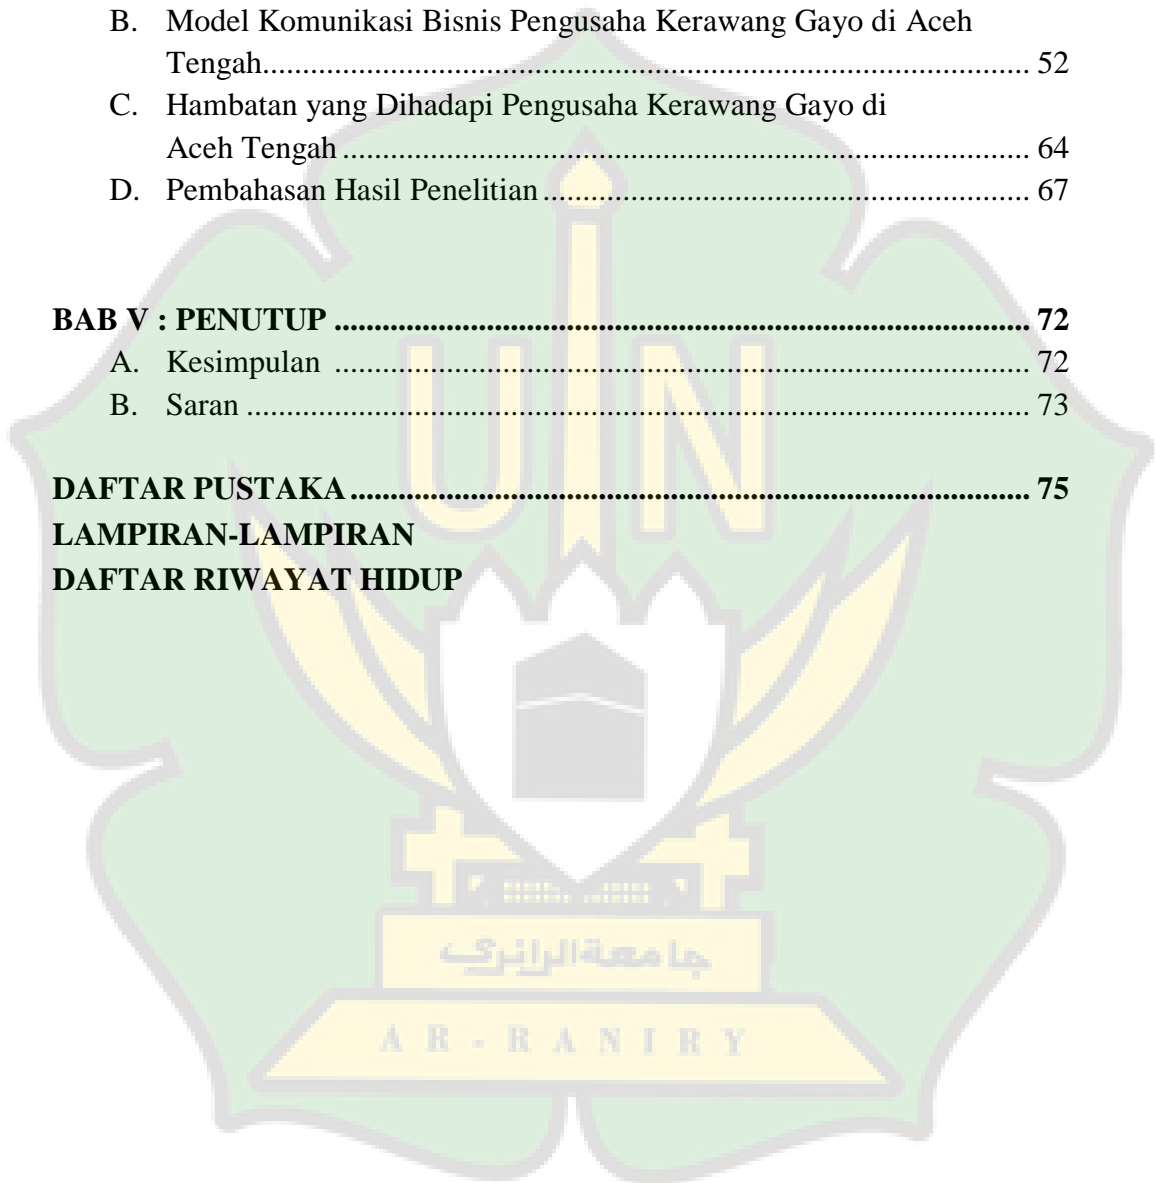 B. Model Komunikasi Bisnis Pengusaha Kerawang Gayo di Aceh
Tengah.......................................................................................... 52
C. Hambatan yang Dihadapi Pengusaha Kerawang Gayo di
Aceh Tengah ................................................................................ 64
D. Pembahasan Hasil Penelitian ........................................................ 67
BAB V : PENUTUP ........................................................................................ 72
A. Kesimpulan ................................................................................. 72
B. Saran ........................................................................................... 73
DAFTAR PUSTAKA ...................................................................................... 75
LAMPIRAN-LAMPIRAN
DAFTAR RIWAYAT HIDUP
UIN
جامعة الرانري
AR-RANIRY